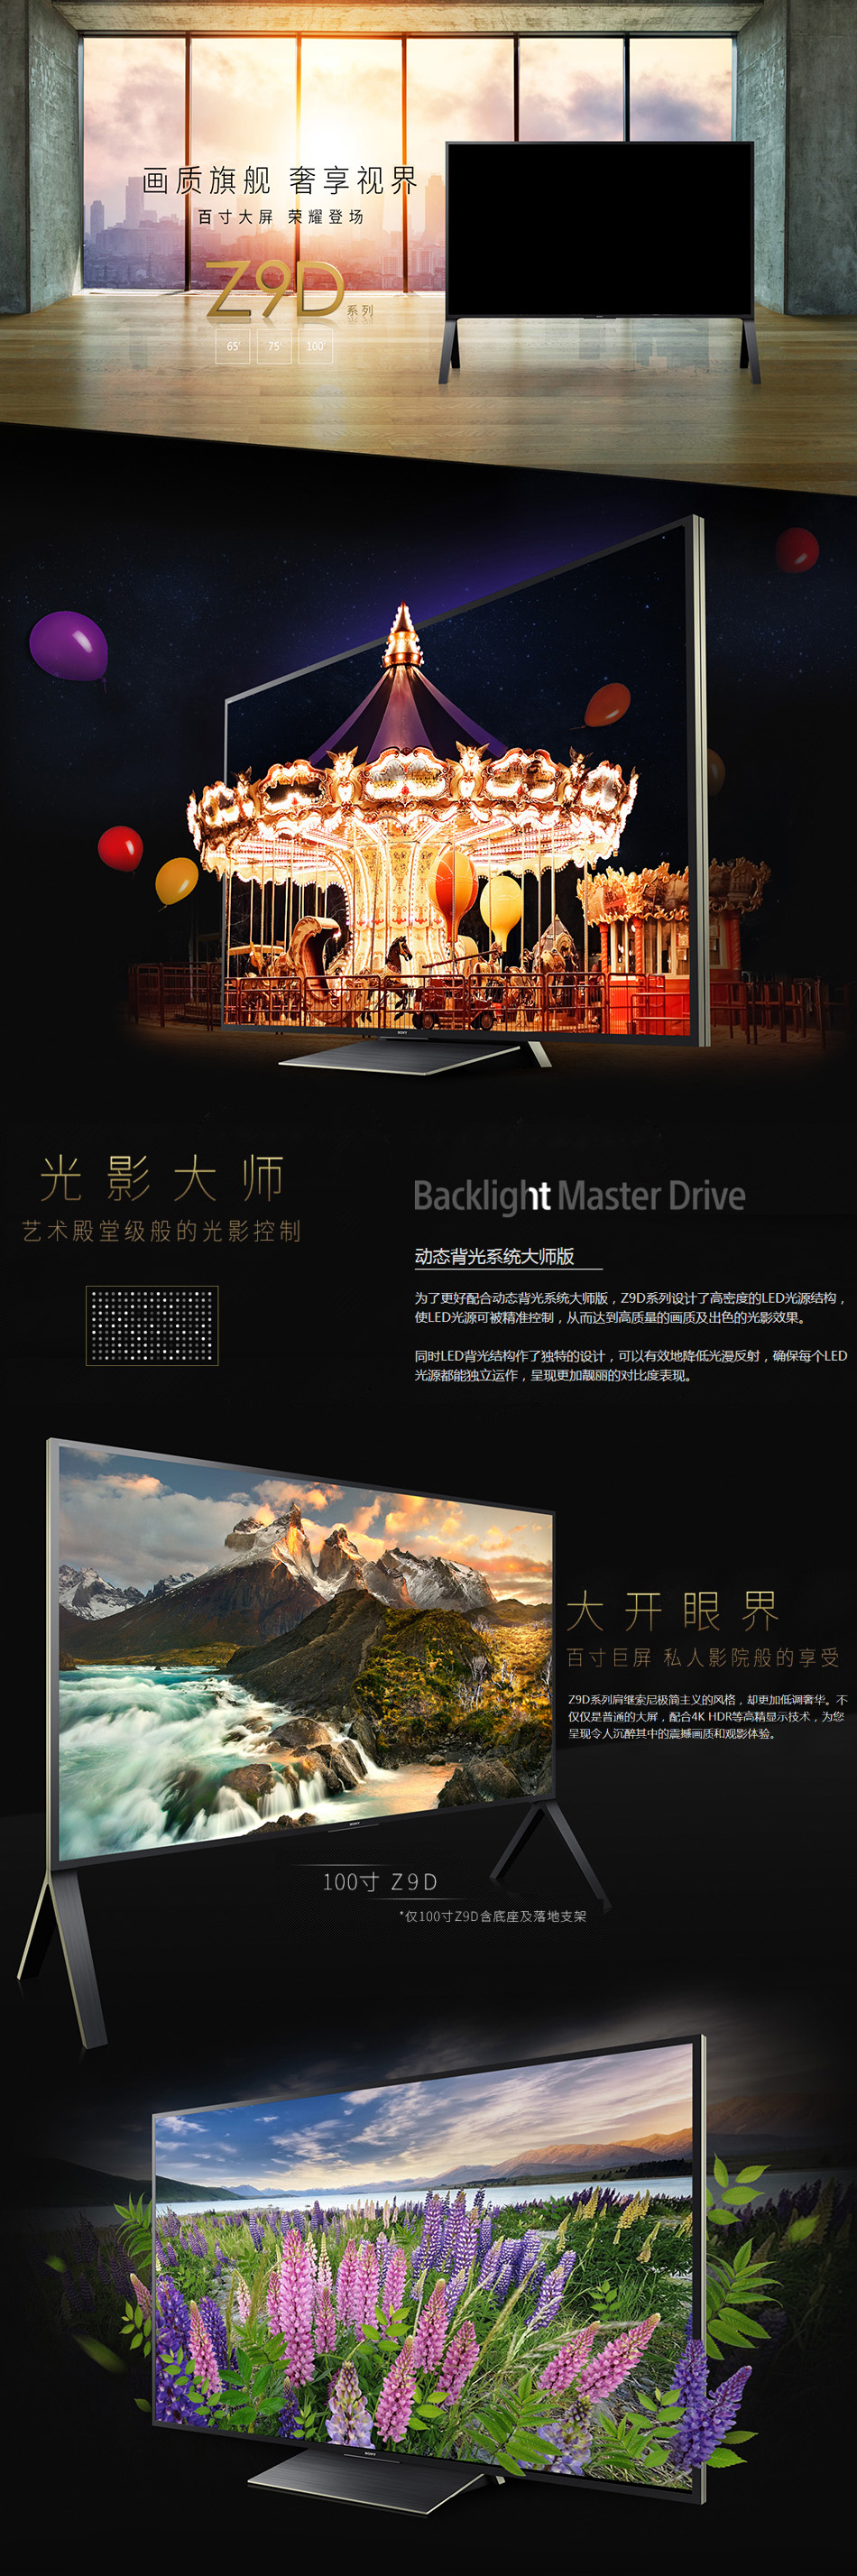 画质旗舰 奢享视界
百寸大屏 荣耀登场
Z9D系列
65' 75' 100'
SONY
光影大师
艺术殿堂级般的光影控制
Backlight Master Drive
动态背光系统大师版
为了更好配合动态背光系统大师版，Z9D系列设计了高密度的LED光源结构，
使LED光源可被精准控制，从而达到高质量的画质及出色的光影效果。
同时LED背光结构作了独特的设计，可以有效地降低光漫反射，确保每个LED
光源都能独立运作，呈现更加靓丽的对比度表现。
大开眼界
百寸巨屏 私人影院般的享受
Z9D系列肩继索尼极简主义的风格，却更加低调奢华。不
仅仅是普通的大屏，配合4K HDR等高精显示技术，为您
呈现令人沉醉其中的震撼画质和观影体验。
SONY
100寸 Z9D
*仅100寸Z9D含底座及落地支架
SONY